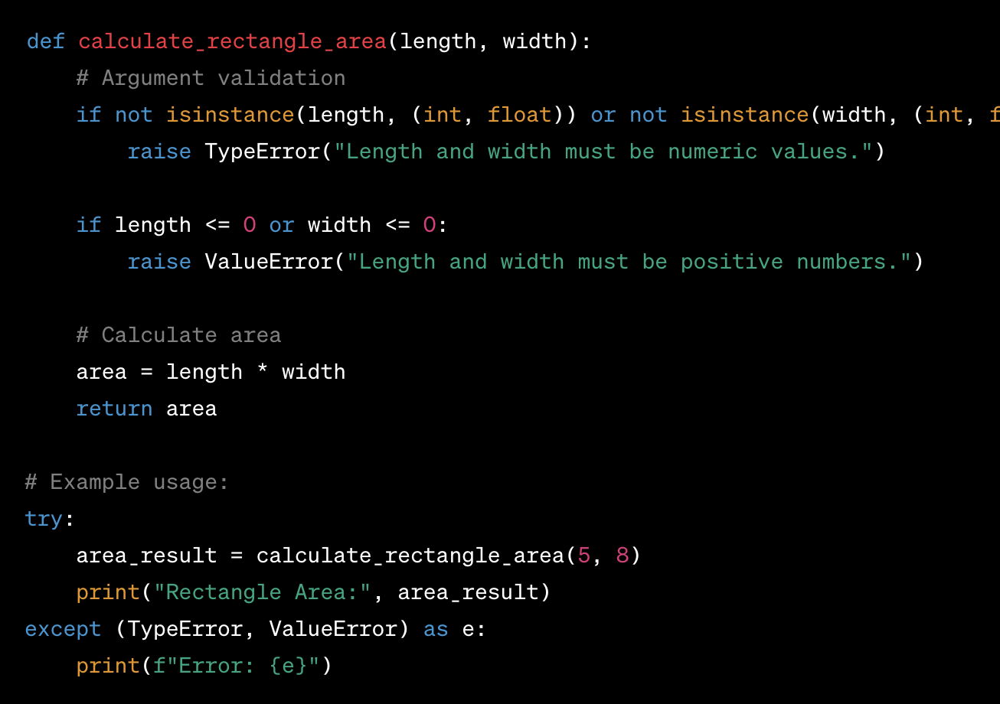 def calculate_rectangle_area(length, width):
    # Argument validation
    if not isinstance(length, (int, float)) or not isinstance(width, (int,
        raise TypeError("Length and width must be numeric values.")

    if length <= 0 or width <= 0:
        raise ValueError("Length and width must be positive numbers.")

    # Calculate area
    area = length * width
    return area

# Example usage:
try:
    area_result = calculate_rectangle_area(5, 8)
    print("Rectangle Area:", area_result)
except (TypeError, ValueError) as e:
    print(f"Error: {e}")